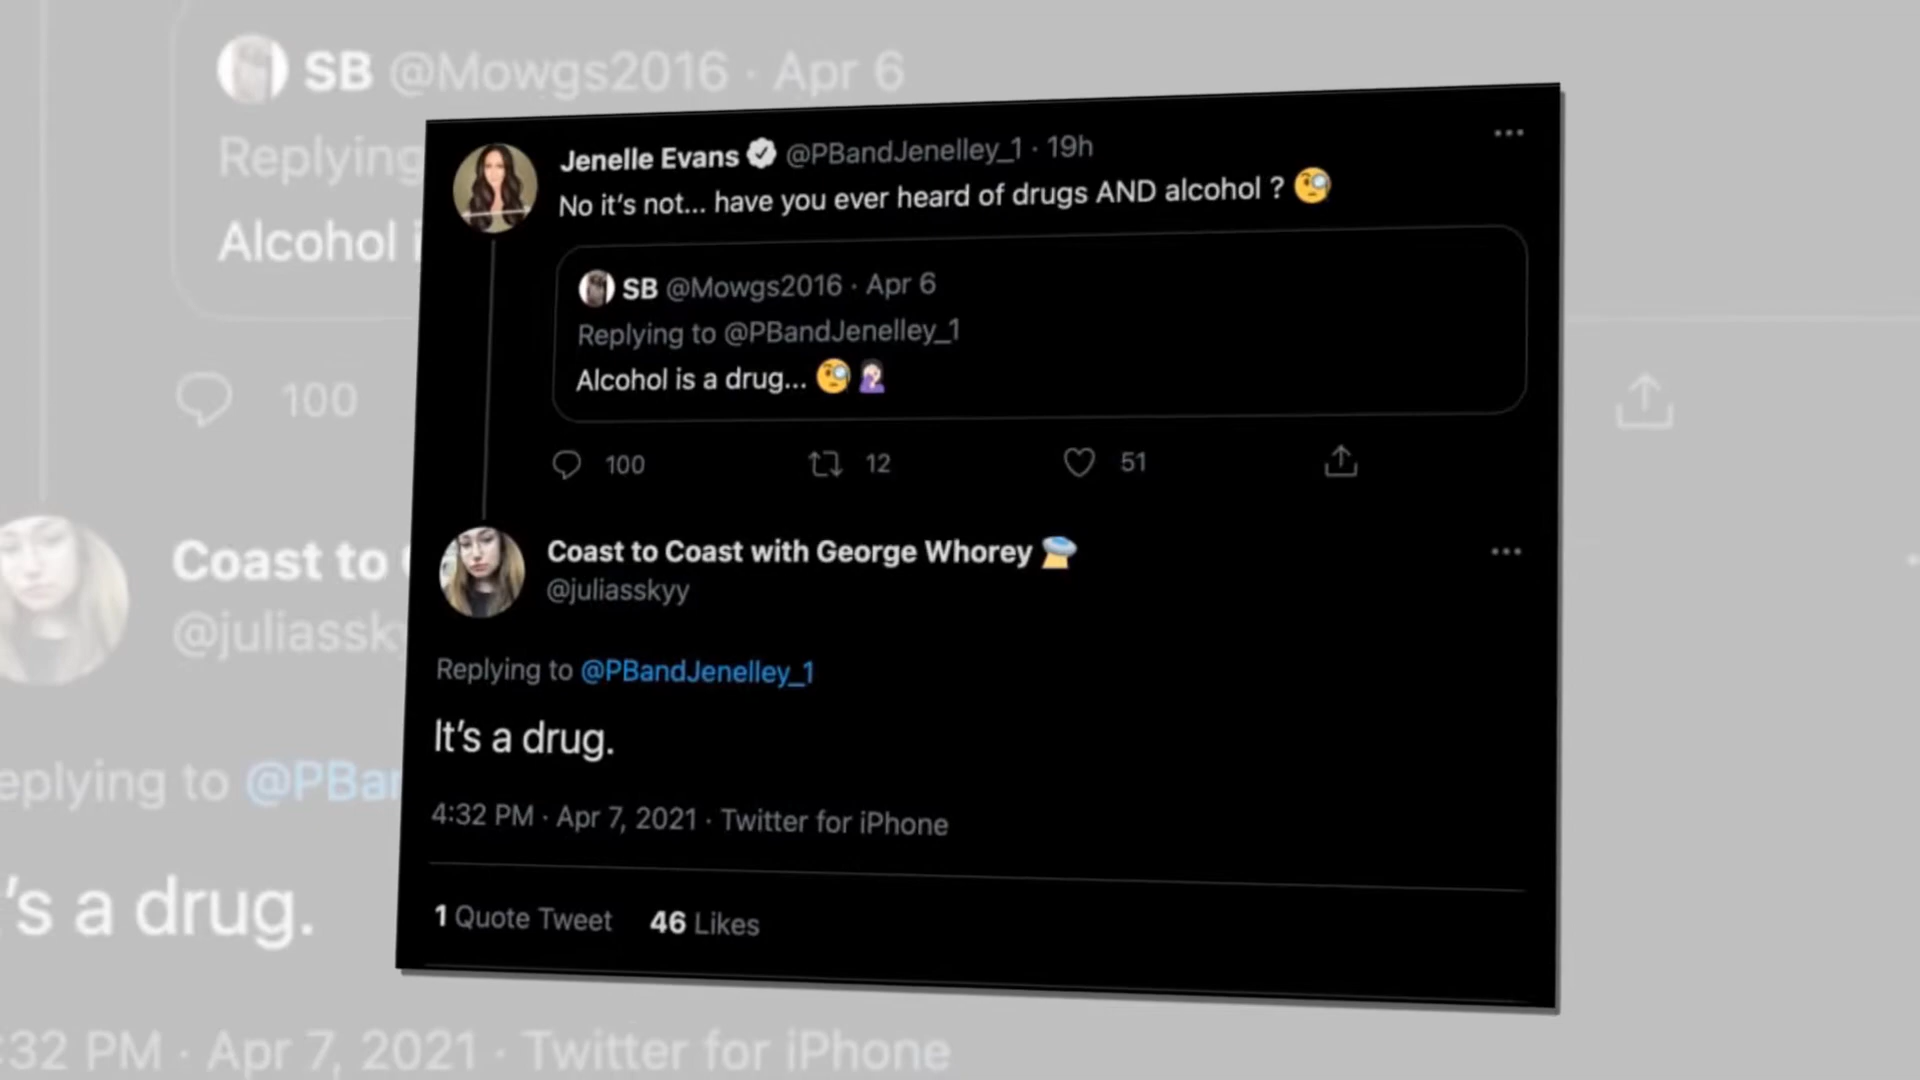 SB @Mowgs2016 · Apr 6
Replying
Alcohol i
100
Coast to
@juliassky
eplying to @PBar
's a drug.
:32 PM · Apr 7, 2021 · Twitter for iPhone
Jenelle Evans @PBandJenelley_1 · 19h
No it's not... have you ever heard of drugs AND alcohol ? 🧐
SB @Mowgs2016 · Apr 6
Replying to @PBandJenelley_1
Alcohol is a drug... 🧐🤦🏻‍♀️
100 12 51
Coast to Coast with George Whorey 🛸
@juliasskyy
Replying to @PBandJenelley_1
It's a drug.
4:32 PM · Apr 7, 2021 · Twitter for iPhone
1 Quote Tweet 46 Likes